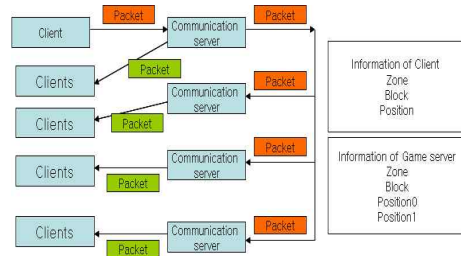 Packet
Packet
Client
Communication
server
Packet
Clients
Communication
server
Packet
Clients
Packet
Communication
server
Packet
Clients
Packet
Communication
server
Packet
Clients
Packet
Information of Client
Zone
Block
Position
Information of Game server
Zone
Block
Position0
Position1